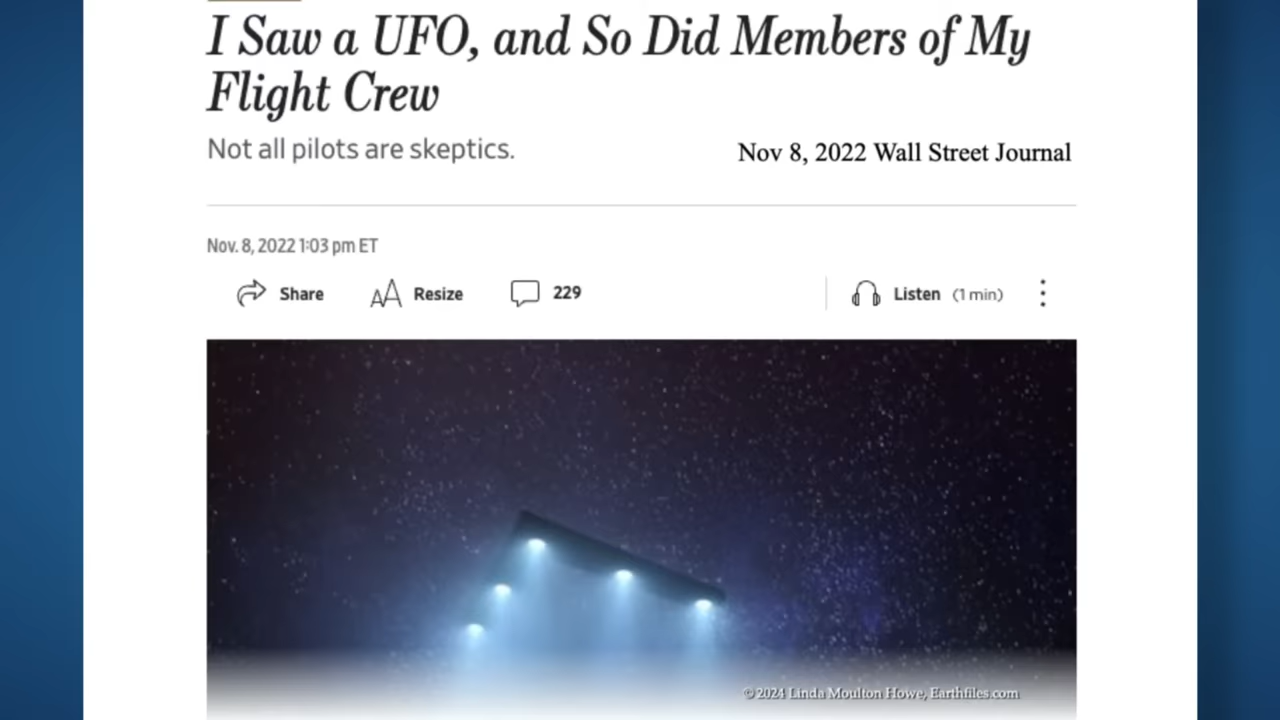 I Saw a UFO, and So Did Members of My
Flight Crew
Not all pilots are skeptics.
Nov 8, 2022 Wall Street Journal
Nov. 8, 2022 1:03 pm ET
Share
AA Resize
229
Listen (1 min)
© 2024 Linda Moulton Howe, Earthfiles.com